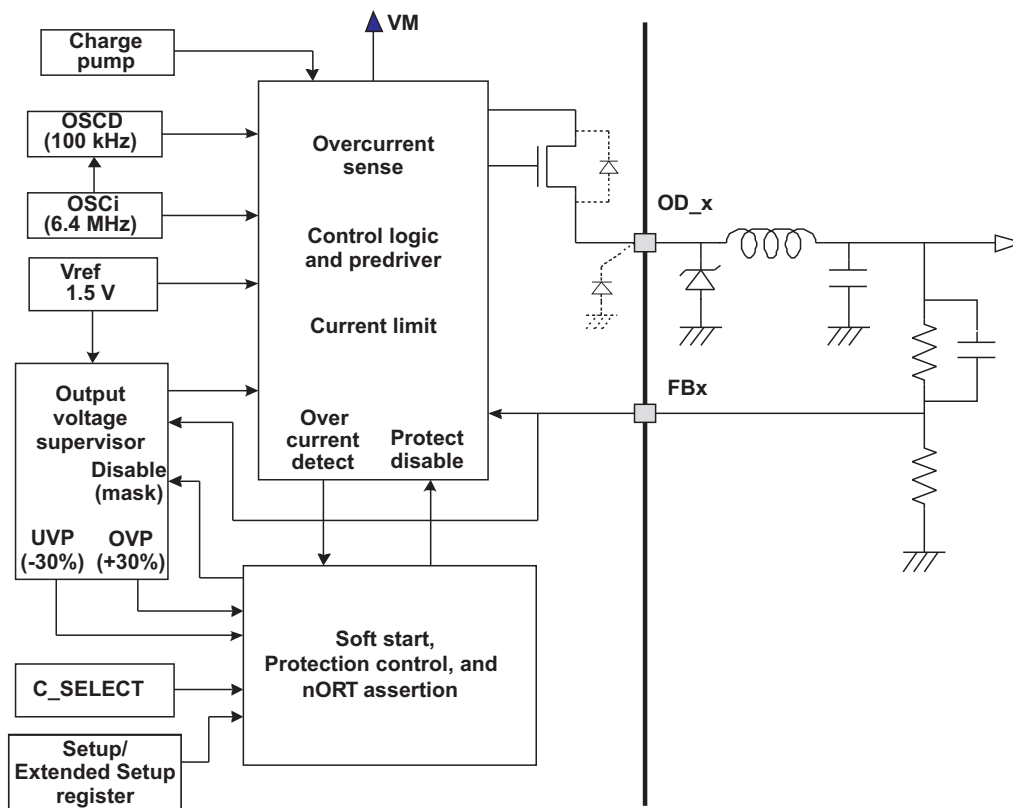 VM
Charge
pump
OSCD
(100 kHz)
OSCi
(6.4 MHz)
Vref
1.5 V
Overcurrent
sense
Control logic
and predriver
Current limit
Over
current
detect
Protect
disable
OD_x
FBx
Output
voltage
supervisor
Disable
(mask)
UVP
(-30%)
OVP
(+30%)
Soft start,
Protection control, and
nORT assertion
C_SELECT
Setup/
Extended Setup
register